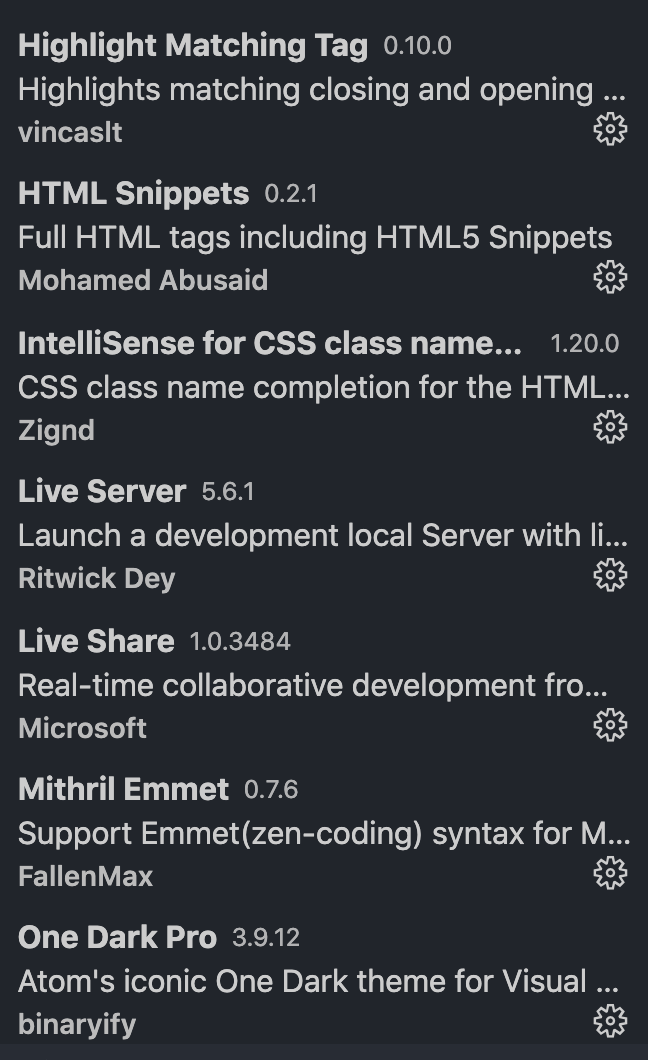 Highlight Matching Tag 0.10.0
Highlights matching closing and opening ...
vincaslt
HTML Snippets 0.2.1
Full HTML tags including HTML5 Snippets
Mohamed Abusaid
IntelliSense for CSS class name... 1.20.0
CSS class name completion for the HTML...
Zignd
Live Server 5.6.1
Launch a development local Server with li...
Ritwick Dey
Live Share 1.0.3484
Real-time collaborative development fro...
Microsoft
Mithril Emmet 0.7.6
Support Emmet(zen-coding) syntax for M...
FallenMax
One Dark Pro 3.9.12
Atom's iconic One Dark theme for Visual ...
binaryify